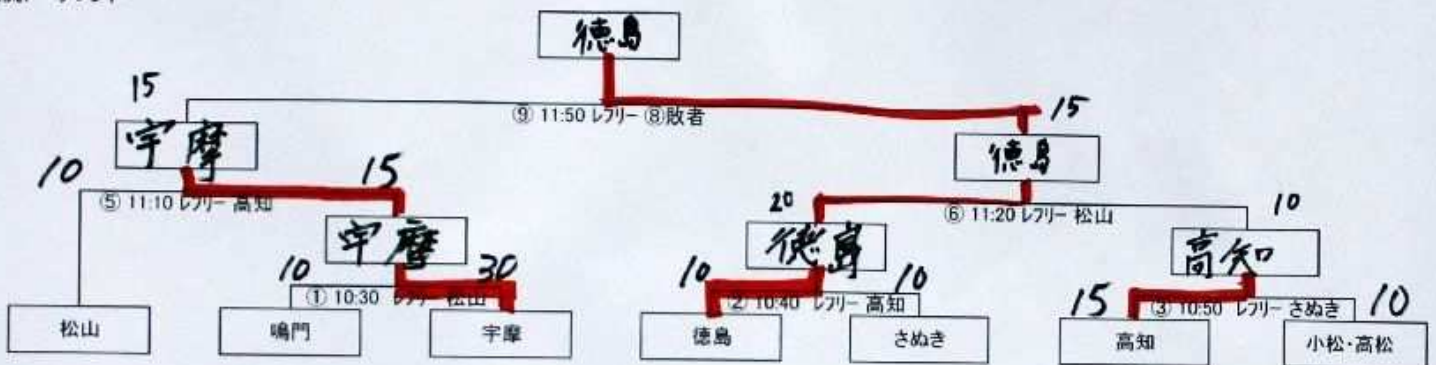 徳島
15
⑨ 11:50 レフリー ⑧敗者
15
宇摩
徳島
10
15
⑤ 11:10 レフリー 高知
20
⑥ 11:20 レフリー 松山
10
宇摩
徳島
高知
10
30
① 10:30 レフリー 松山
10
10
② 10:40 レフリー 高知
15
③ 10:50 レフリー さぬき
10
松山
鳴門
宇摩
徳島
さぬき
高知
小松・高松